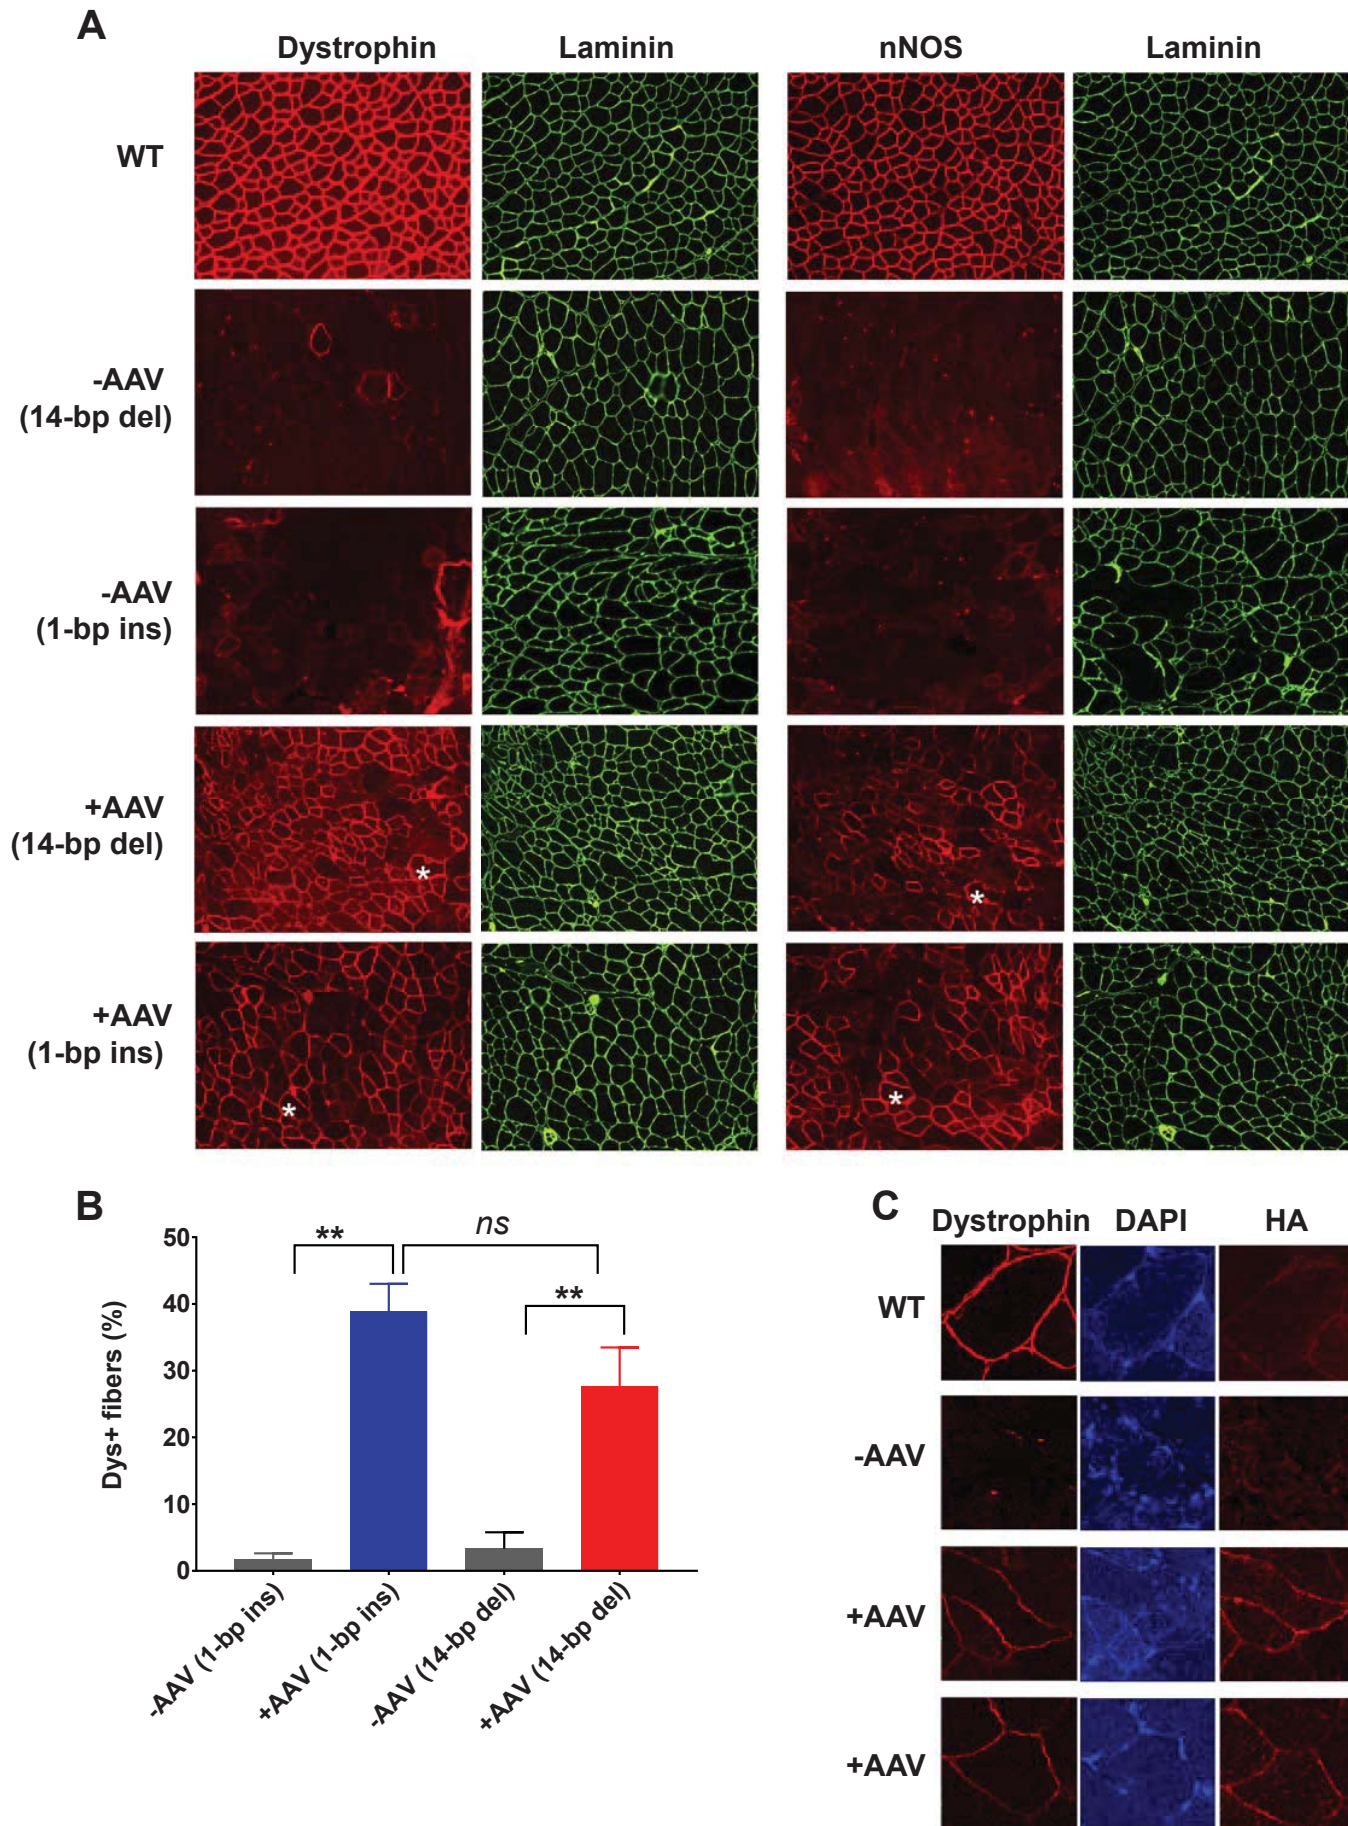 A
Dystrophin Laminin nNOS Laminin
WT
-AAV
(14-bp del)
-AAV
(1-bp ins)
+AAV
(14-bp del)
*
*
+AAV
(1-bp ins)
*
*
B
Dys+ fibers (%)
50
40
30
20
10
0
**
ns
**
-AAV (1-bp ins)
+AAV (1-bp ins)
-AAV (14-bp del)
+AAV (14-bp del)
C
Dystrophin DAPI HA
WT
-AAV
+AAV
+AAV